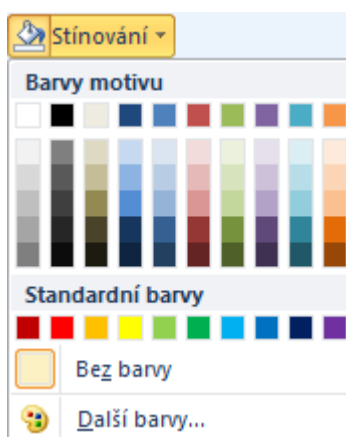 Stínování
Barvy motivu
Standardní barvy
Bez barvy
Další barvy...